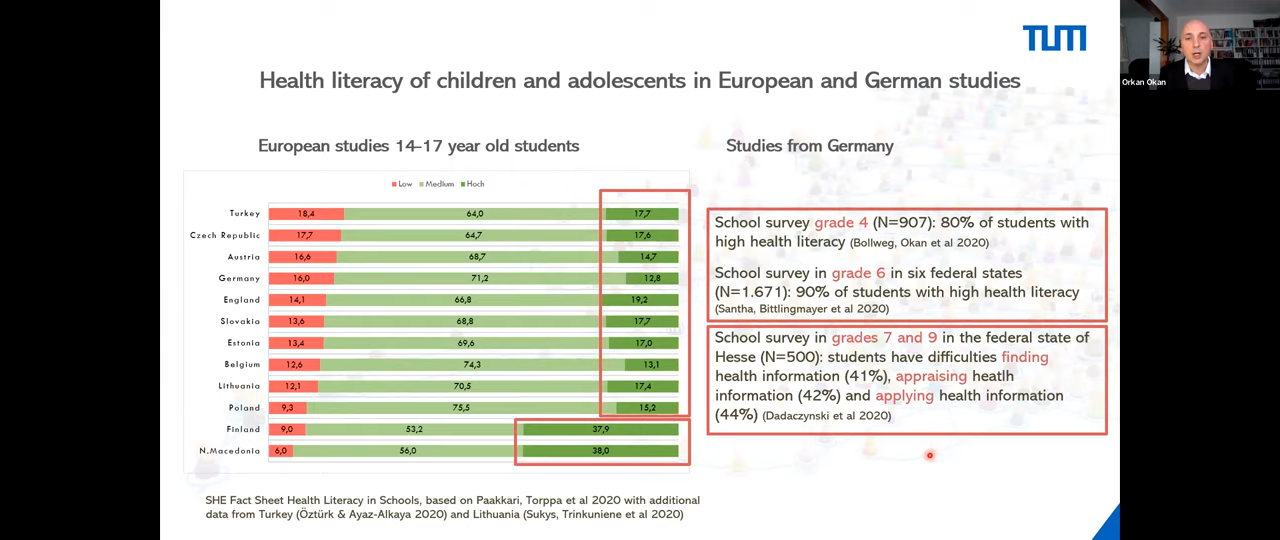 TUM
Orkan Okan
Health literacy of children and adolescents in European and German studies
European studies 14-17 year old students
Low Medium Hoch
Turkey 18,4 64,0 17,7
Czech Republic 17,7 64,7 17,6
Austria 16,6 68,7 14,7
Germany 16,0 71,2 12,8
England 14,1 66,8 19,2
Slovakia 13,6 68,8 17,7
Estonia 13,4 69,6 17,0
Belgium 12,6 74,3 13,1
Lithuania 12,1 70,5 17,4
Poland 9,3 75,5 15,2
Finland 9,0 53,2 37,9
N.Macedonia 6,0 56,0 38,0
SHE Fact Sheet Health Literacy in Schools, based on Paakkari, Torppa et al 2020 with additional
data from Turkey (Öztürk & Ayaz-Alkaya 2020) and Lithuania (Sukys, Trinkuniene et al 2020)
Studies from Germany
School survey grade 4 (N=907): 80% of students with
high health literacy (Bollweg, Okan et al 2020)
School survey in grade 6 in six federal states
(N=1.671): 90% of students with high health literacy
(Santha, Bittlingmayer et al 2020)
School survey in grades 7 and 9 in the federal state of
Hesse (N=500): students have difficulties finding
health information (41%), appraising heatlh
information (42%) and applying health information
(44%) (Dadaczynski et al 2020)